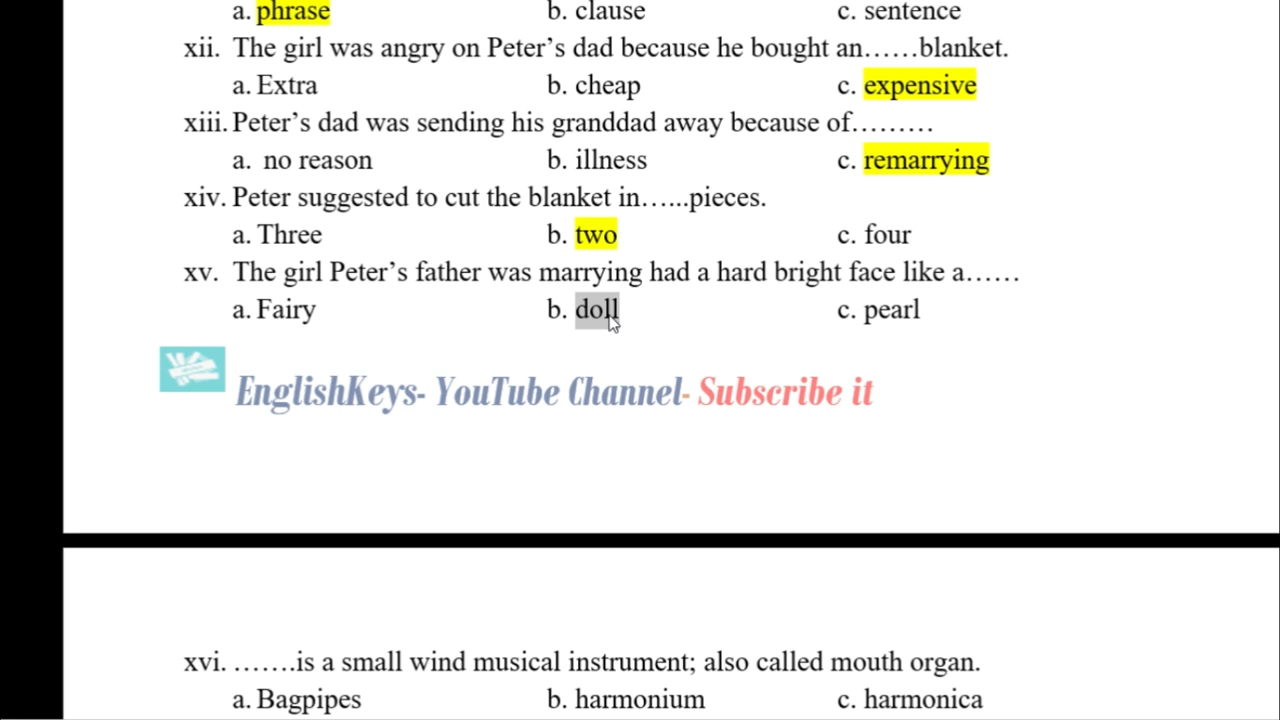 a. phrase b. clause c. sentence
xii. The girl was angry on Peter’s dad because he bought an……blanket.
a. Extra b. cheap c. expensive
xiii. Peter’s dad was sending his granddad away because of………
a. no reason b. illness c. remarrying
xiv. Peter suggested to cut the blanket in…...pieces.
a. Three b. two c. four
xv. The girl Peter’s father was marrying had a hard bright face like a……
a. Fairy b. doll c. pearl
EnglishKeys- YouTube Channel- Subscribe it
xvi. …….is a small wind musical instrument; also called mouth organ.
a. Bagpipes b. harmonium c. harmonica